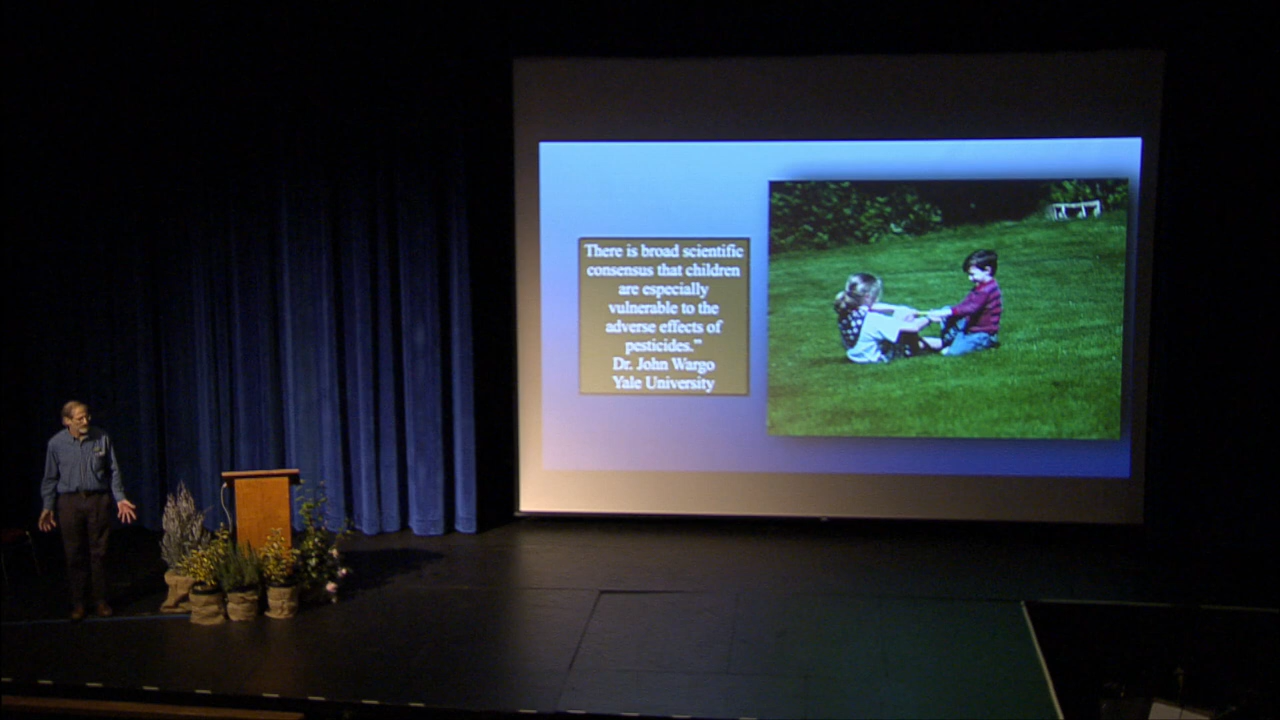 There is broad scientific
consensus that children
are especially
vulnerable to the
adverse effects of
pesticides.”
Dr. John Wargo
Yale University